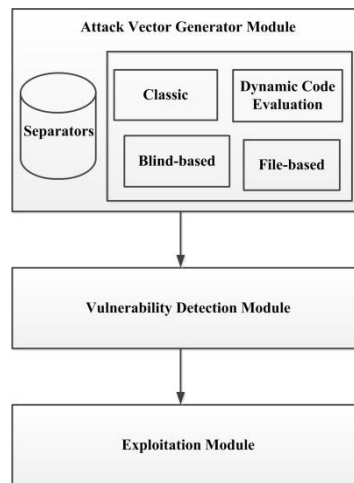 Attack Vector Generator Module
Separators
Classic
Dynamic Code
Evaluation
Blind-based
File-based
Vulnerability Detection Module
Exploitation Module